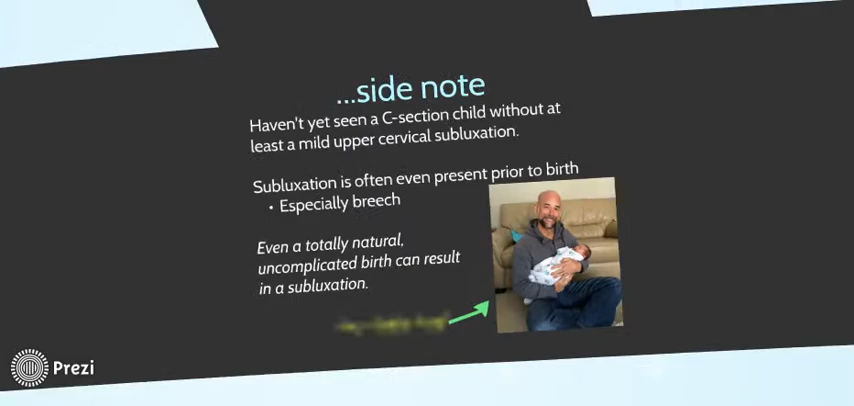 ...side note
Haven't yet seen a C-section child without at
least a mild upper cervical subluxation.
Subluxation is often even present prior to birth
• Especially breech
Even a totally natural,
uncomplicated birth can result
in a subluxation.
Prezi